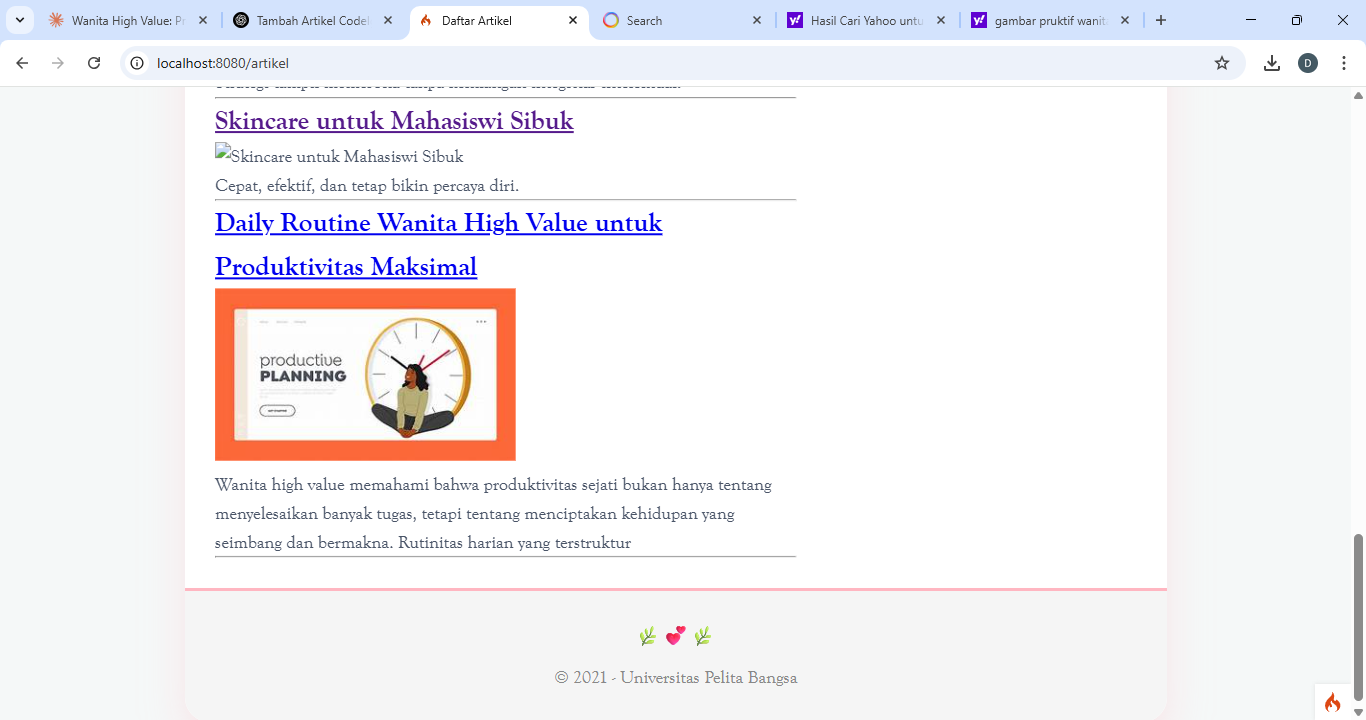 Wanita High Value: Pr
Tambah Artikel CodeI
Daftar Artikel
Search
Hasil Cari Yahoo untu
gambar pruktif wanita
localhost:8080/artikel
D
Skincare untuk Mahasiswi Sibuk
Skincare untuk Mahasiswi Sibuk
Cepat, efektif, dan tetap bikin percaya diri.
Daily Routine Wanita High Value untuk
Produktivitas Maksimal
productive
PLANNING
Wanita high value memahami bahwa produktivitas sejati bukan hanya tentang
menyelesaikan banyak tugas, tetapi tentang menciptakan kehidupan yang
seimbang dan bermakna. Rutinitas harian yang terstruktur
© 2021 - Universitas Pelita Bangsa